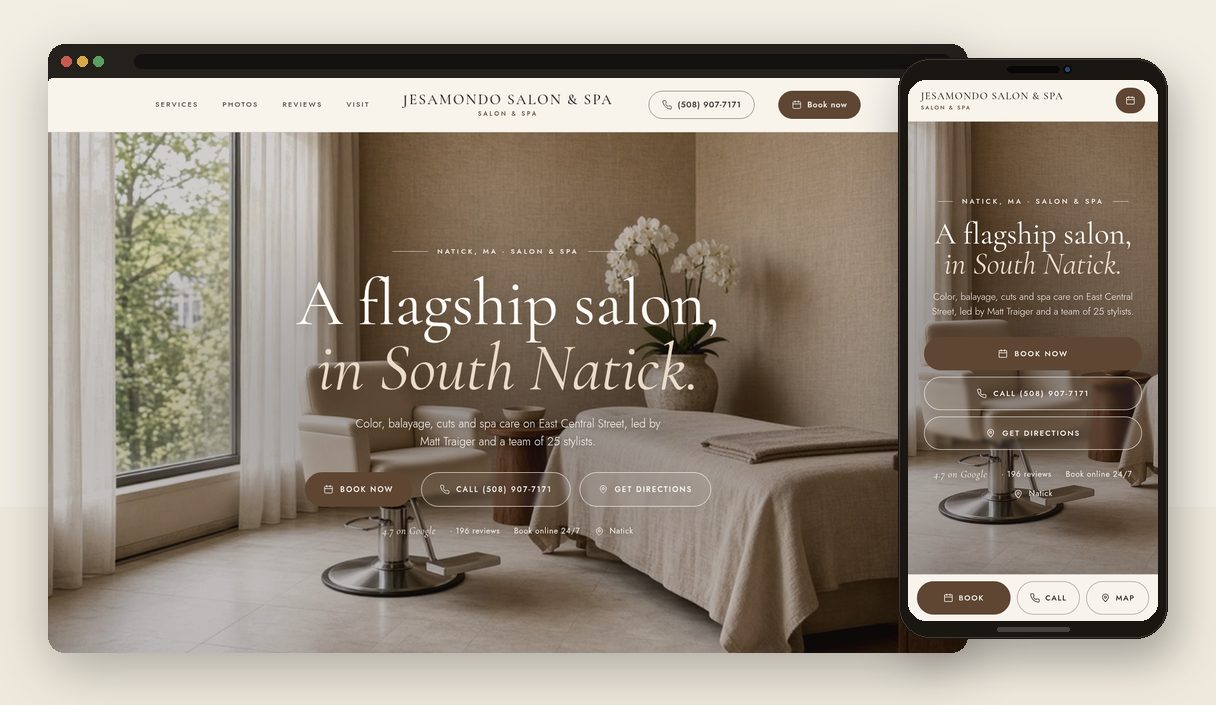 SERVICES PHOTOS REVIEWS VISIT
JESAMONDO SALON & SPA
SALON & SPA
(508) 907-7171
Book now
NATICK, MA · SALON & SPA
A flagship salon,
in South Natick.
Color, balayage, cuts and spa care on East Central Street, led by
Matt Traiger and a team of 25 stylists.
BOOK NOW
CALL (508) 907-7171
GET DIRECTIONS
4.7 on Google · 196 reviews Book online 24/7 Natick
JESAMONDO SALON & SPA
SALON & SPA
NATICK, MA · SALON & SPA
A flagship salon,
in South Natick.
Color, balayage, cuts and spa care on East Central
Street, led by Matt Traiger and a team of 25 stylists.
BOOK NOW
CALL (508) 907-7171
GET DIRECTIONS
4.7 on Google · 196 reviews Book online 24/7
Natick
BOOK
CALL
MAP